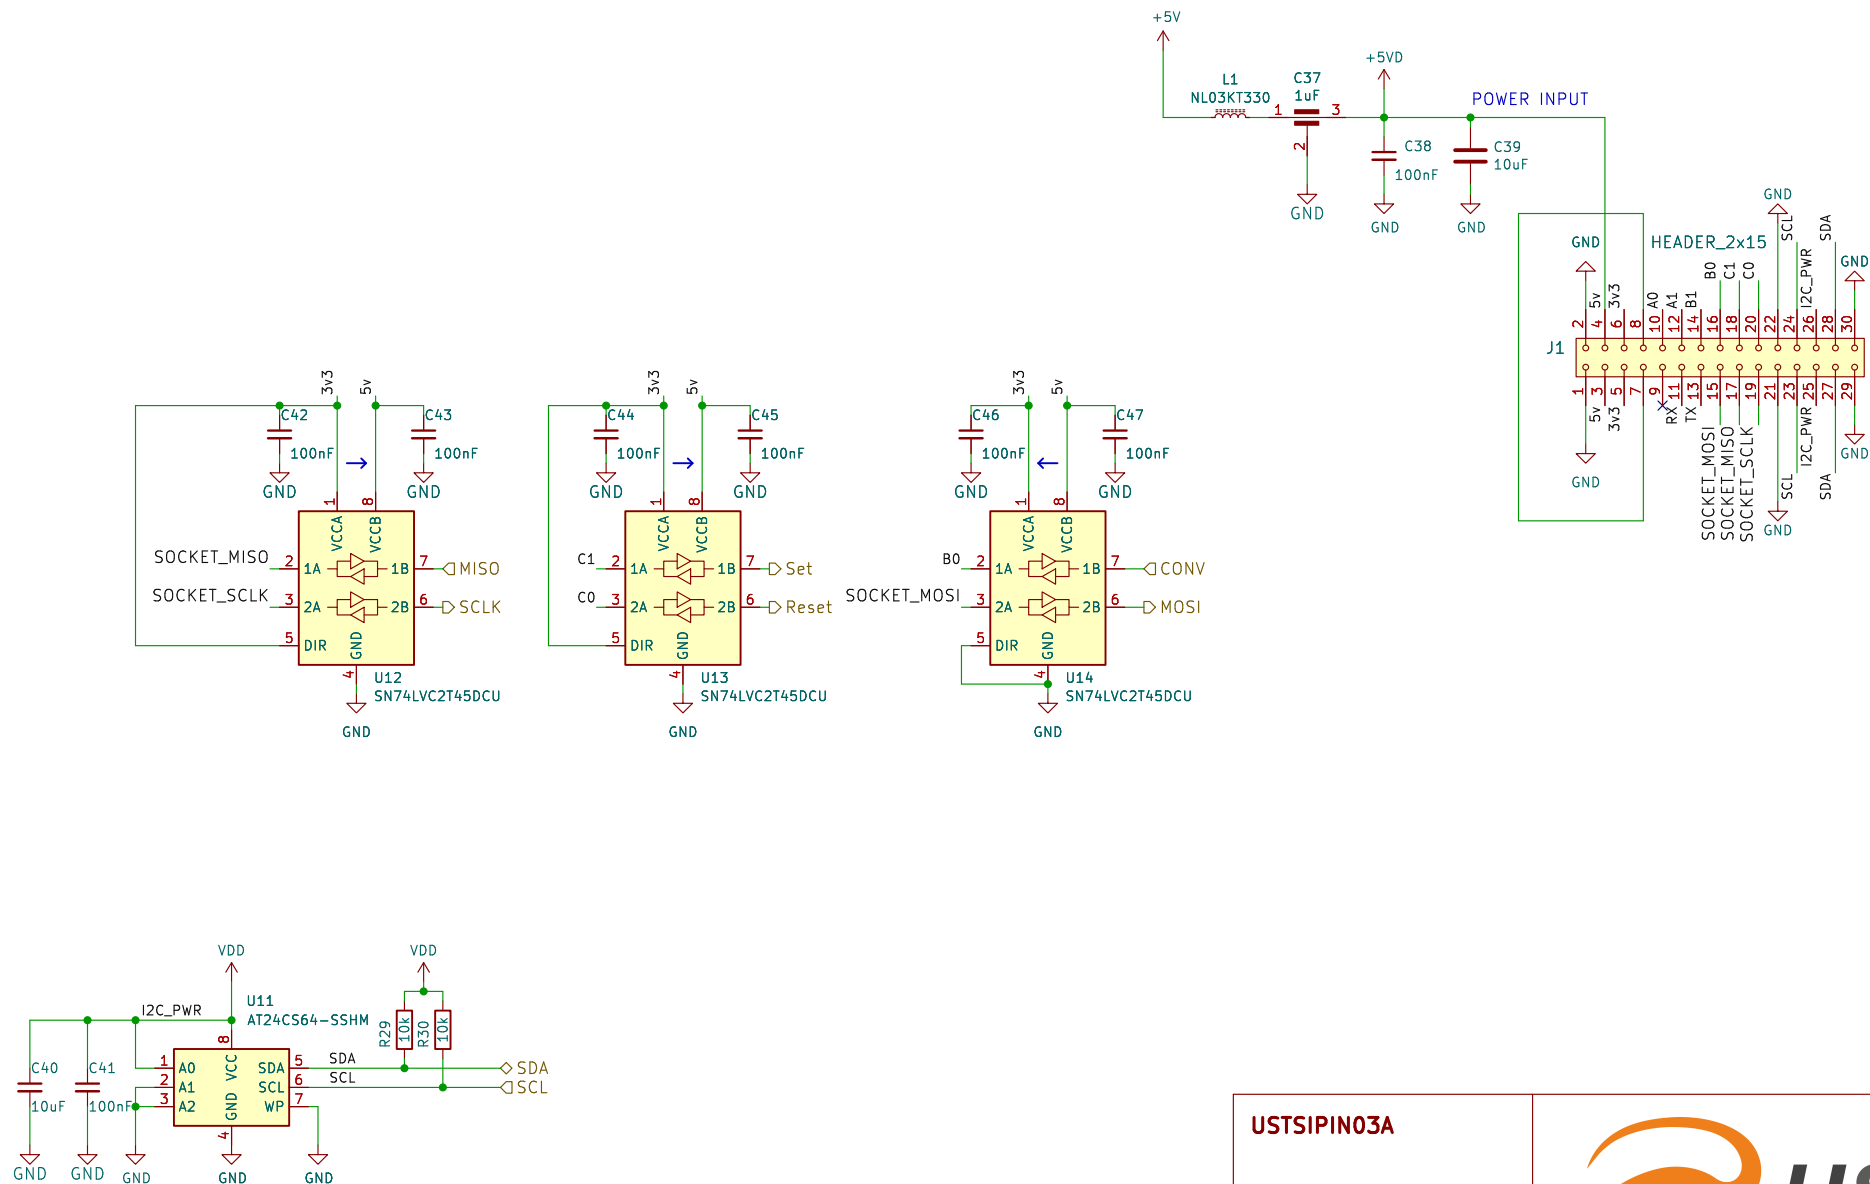 +5V
+5VD
L1
NL03KT330
C37
1uF
1
3
2
GND
POWER INPUT
C38
100nF
GND
C39
10uF
GND
GND
SCL
SDA
GND
HEADER_2x15
GND
5v
3v3
A0
A1
B1
B0
C1
C0
I2C_PWR
2
4
6
8
10
12
14
16
18
20
22
24
26
28
30
J1
1
3
5
7
9
11
13
15
17
19
21
23
25
27
29
5v
3v3
RX
TX
SOCKET_MOSI
SOCKET_MISO
SOCKET_SCLK
SCL
I2C_PWR
SDA
GND
GND
GND
3v3
5v
C42
100nF
GND
C43
100nF
GND
1
8
VCCA
VCCB
SOCKET_MISO
2
1A
1B
7
MISO
SOCKET_SCLK
3
2A
2B
6
SCLK
5
DIR
GND
4
U12
SN74LVC2T45DCU
GND
3v3
5v
C44
100nF
GND
C45
100nF
GND
1
8
VCCA
VCCB
C1
2
1A
1B
7
Set
C0
3
2A
2B
6
Reset
5
DIR
GND
4
U13
SN74LVC2T45DCU
GND
3v3
5v
C46
100nF
GND
C47
100nF
GND
1
8
VCCA
VCCB
B0
2
1A
1B
7
CONV
SOCKET_MOSI
3
2A
2B
6
MOSI
5
DIR
GND
4
U14
SN74LVC2T45DCU
GND
VDD
VDD
I2C_PWR
U11
AT24CS64-SSHM
R29
10k
R30
10k
8
C40
10uF
GND
C41
100nF
GND
1
A0
VCC
SDA
5
SDA
SDA
2
A1
SCL
6
SCL
SCL
3
A2
GND
WP
7
4
GND
GND
GND
USTSIPIN03A